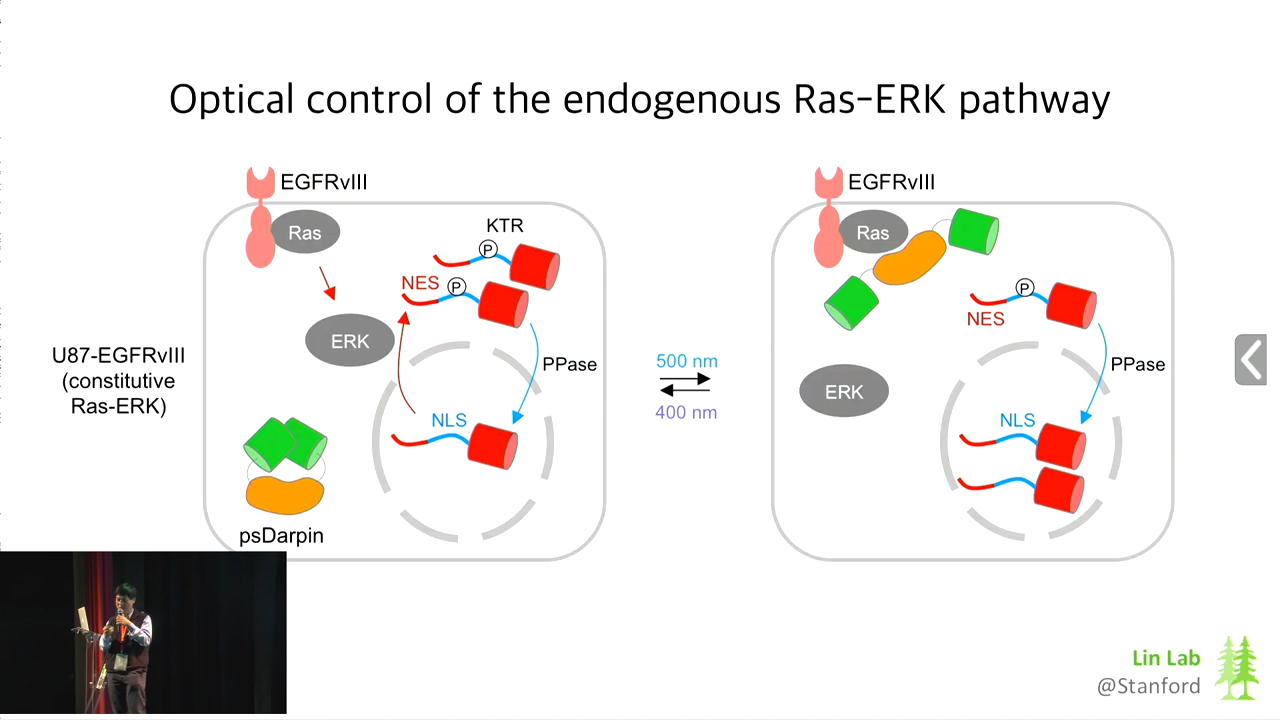 Optical control of the endogenous Ras-ERK pathway
EGFRvIII
Ras
KTR
P
NES
P
ERK
PPase
NLS
psDarpin
U87-EGFRvIII
(constitutive
Ras-ERK)
500 nm
400 nm
EGFRvIII
Ras
P
NES
PPase
ERK
NLS
Lin Lab
@Stanford